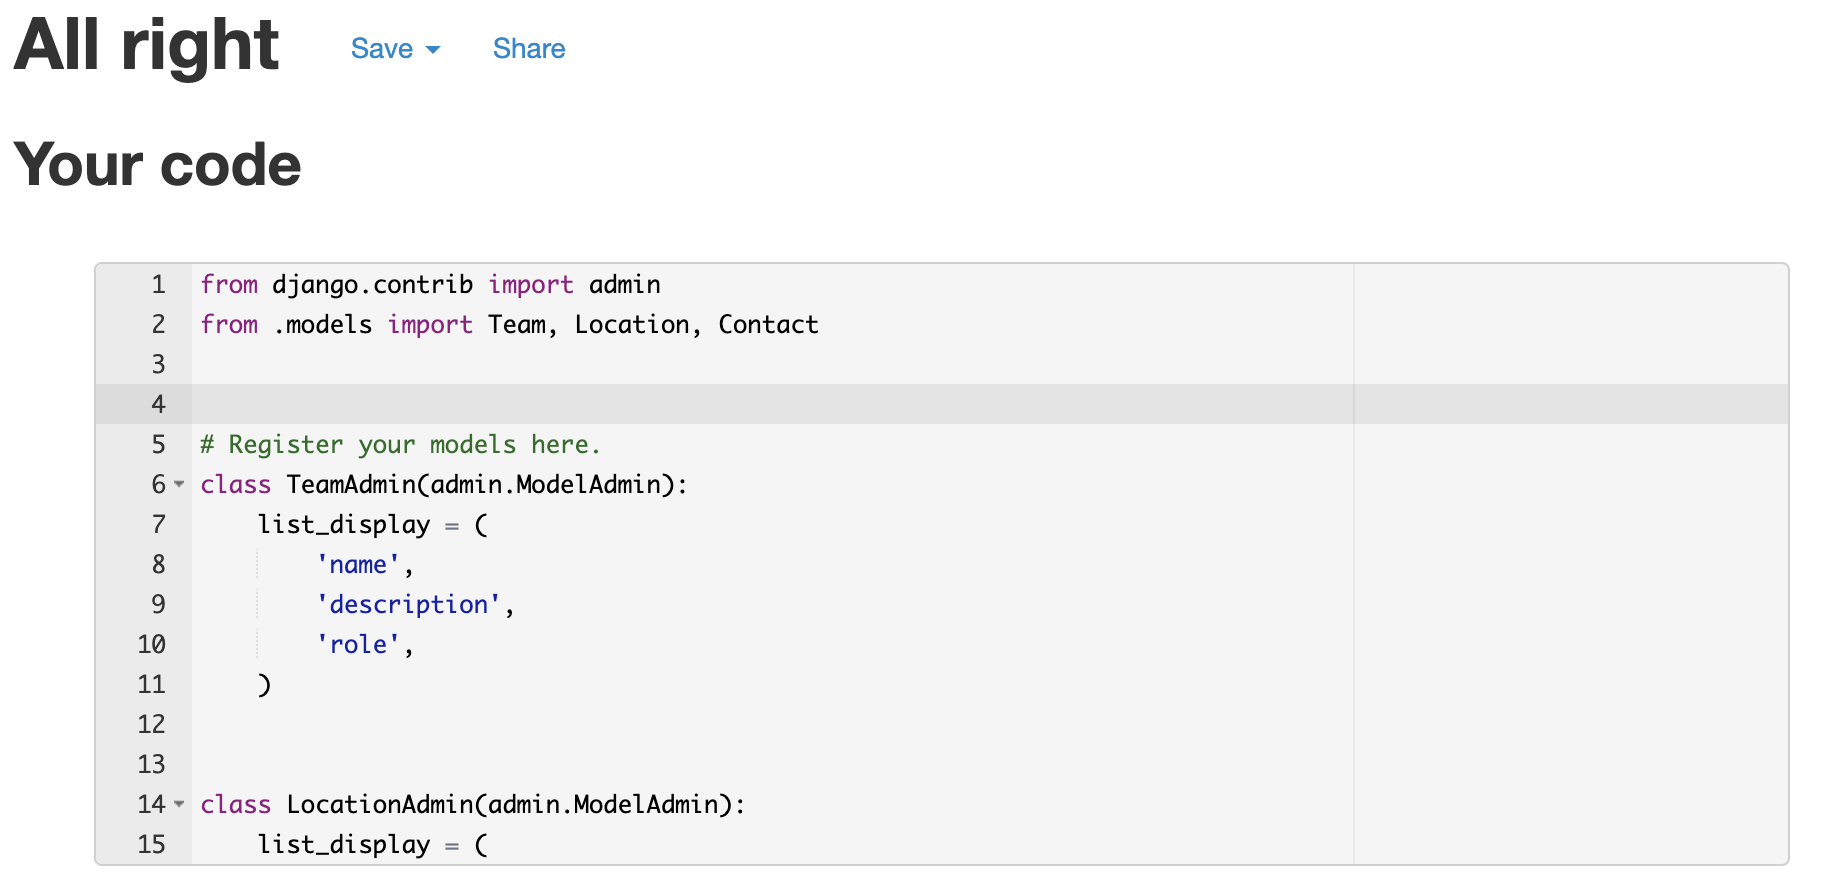 All right Save Share
Your code
1 from django.contrib import admin
2 from .models import Team, Location, Contact
3
4
5 # Register your models here.
6 class TeamAdmin(admin.ModelAdmin):
7     list_display = (
8         'name',
9         'description',
10         'role',
11     )
12
13
14 class LocationAdmin(admin.ModelAdmin):
15     list_display = (